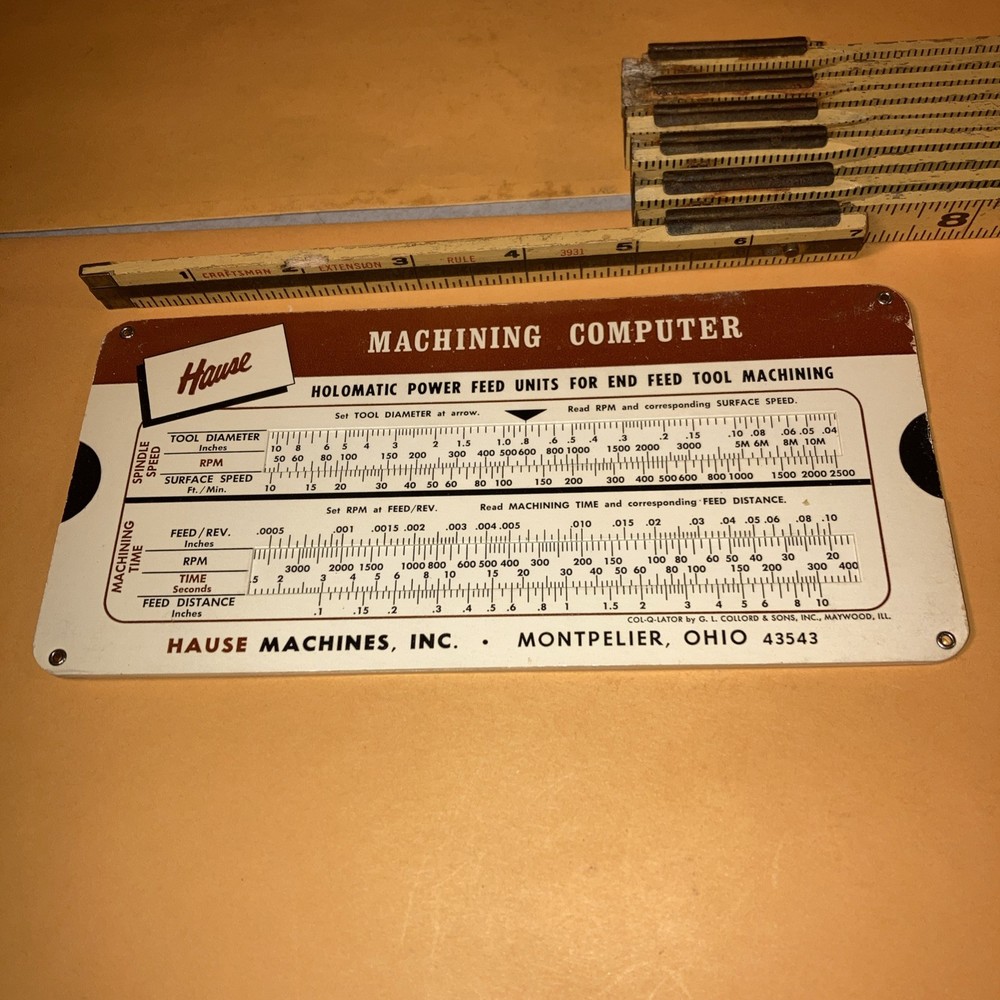 8
1 CRAFTSMAN 2 EXTENSION 3 RULE 4 3931 5 6 7
Hause
MACHINING COMPUTER
HOLOMATIC POWER FEED UNITS FOR END FEED TOOL MACHINING
Set TOOL DIAMETER at arrow. Read RPM and corresponding SURFACE SPEED.
SPINDLE SPEED
TOOL DIAMETER Inches 10 8 6 5 4 3 2 1.5 1.0 .8 .6 .5 .4 .3 .2 .15 .10 .08 .06 .05 .04
RPM 50 60 80 100 150 200 300 400 500 600 800 1000 1500 2000 3000 5M 6M 8M 10M
SURFACE SPEED Ft./Min. 10 15 20 30 40 50 60 80 100 150 200 300 400 500 600 800 1000 1500 2000 2500
Set RPM at FEED/REV. Read MACHINING TIME and corresponding FEED DISTANCE.
MACHINING TIME
FEED/REV. Inches .0005 .001 .0015 .002 .003 .004 .005 .010 .015 .02 .03 .04 .05 .06 .08 .10
RPM 3000 2000 1500 1000 800 600 500 400 300 200 150 100 80 60 50 40 30 20
TIME Seconds .5 2 3 4 5 6 8 10 15 20 30 40 50 60 80 100 150 200 300 400
FEED DISTANCE Inches .1 .15 .2 .3 .4 .5 .6 .8 1 1.5 2 3 4 5 6 8 10
COL-Q-LATOR by G. L. COLLORD & SONS, INC., MAYWOOD, ILL.
HAUSE MACHINES, INC. • MONTPELIER, OHIO 43543